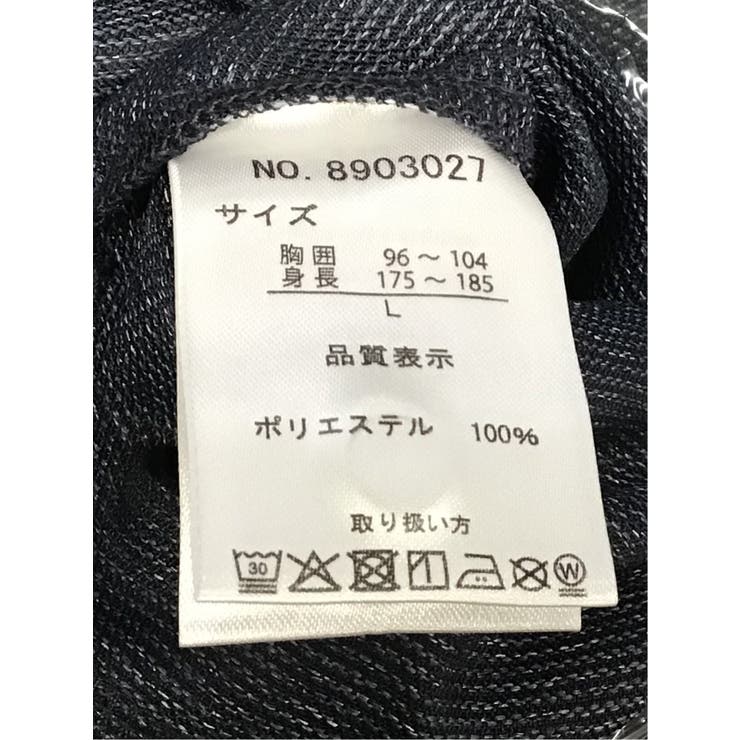 NO. 8903027
サイズ
胸囲 96～104
身長 175～185
L
品質表示
ポリエステル 100%
取り扱い方
30 W